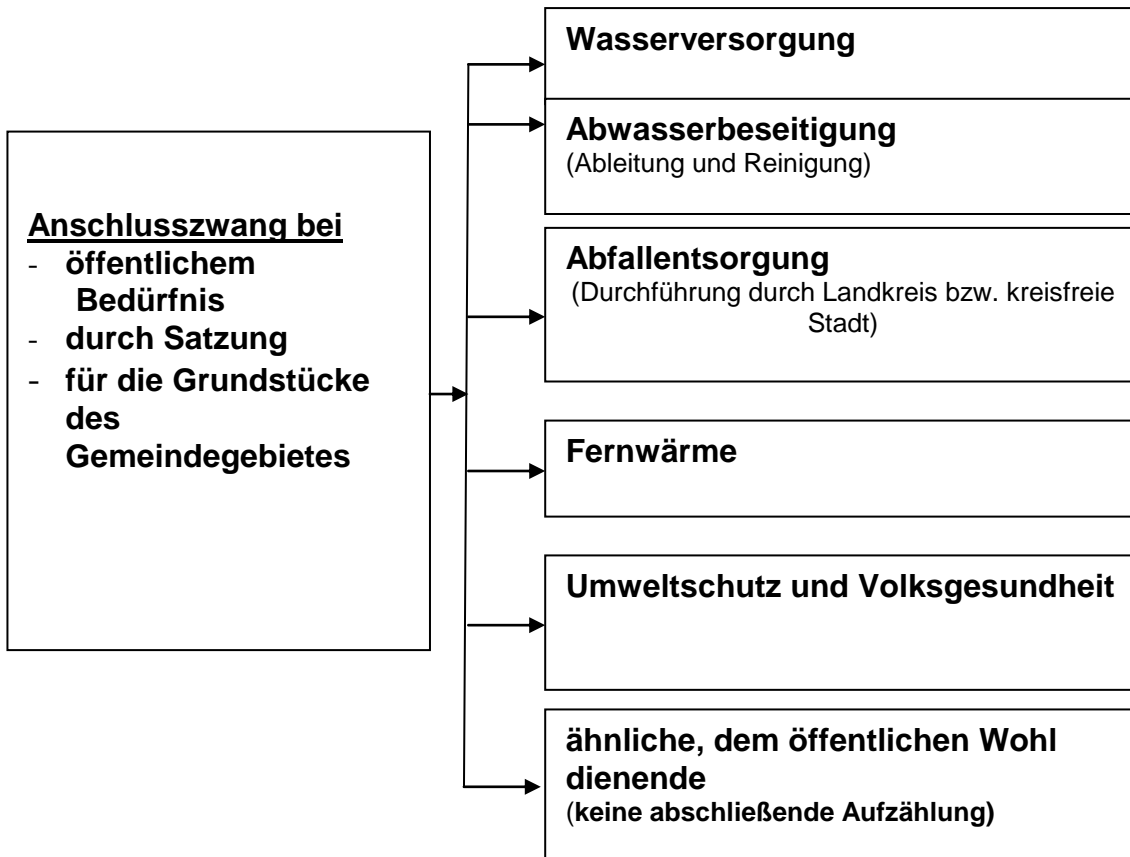 Anschlusszwang bei
- öffentlichem
Bedürfnis
- durch Satzung
- für die Grundstücke
des
Gemeindegebietes
Wasserversorgung
Abwasserbeseitigung
(Ableitung und Reinigung)
Abfallentsorgung
(Durchführung durch Landkreis bzw. kreisfreie
Stadt)
Fernwärme
Umweltschutz und Volksgesundheit
ähnliche, dem öffentlichen Wohl
dienende
(keine abschließende Aufzählung)